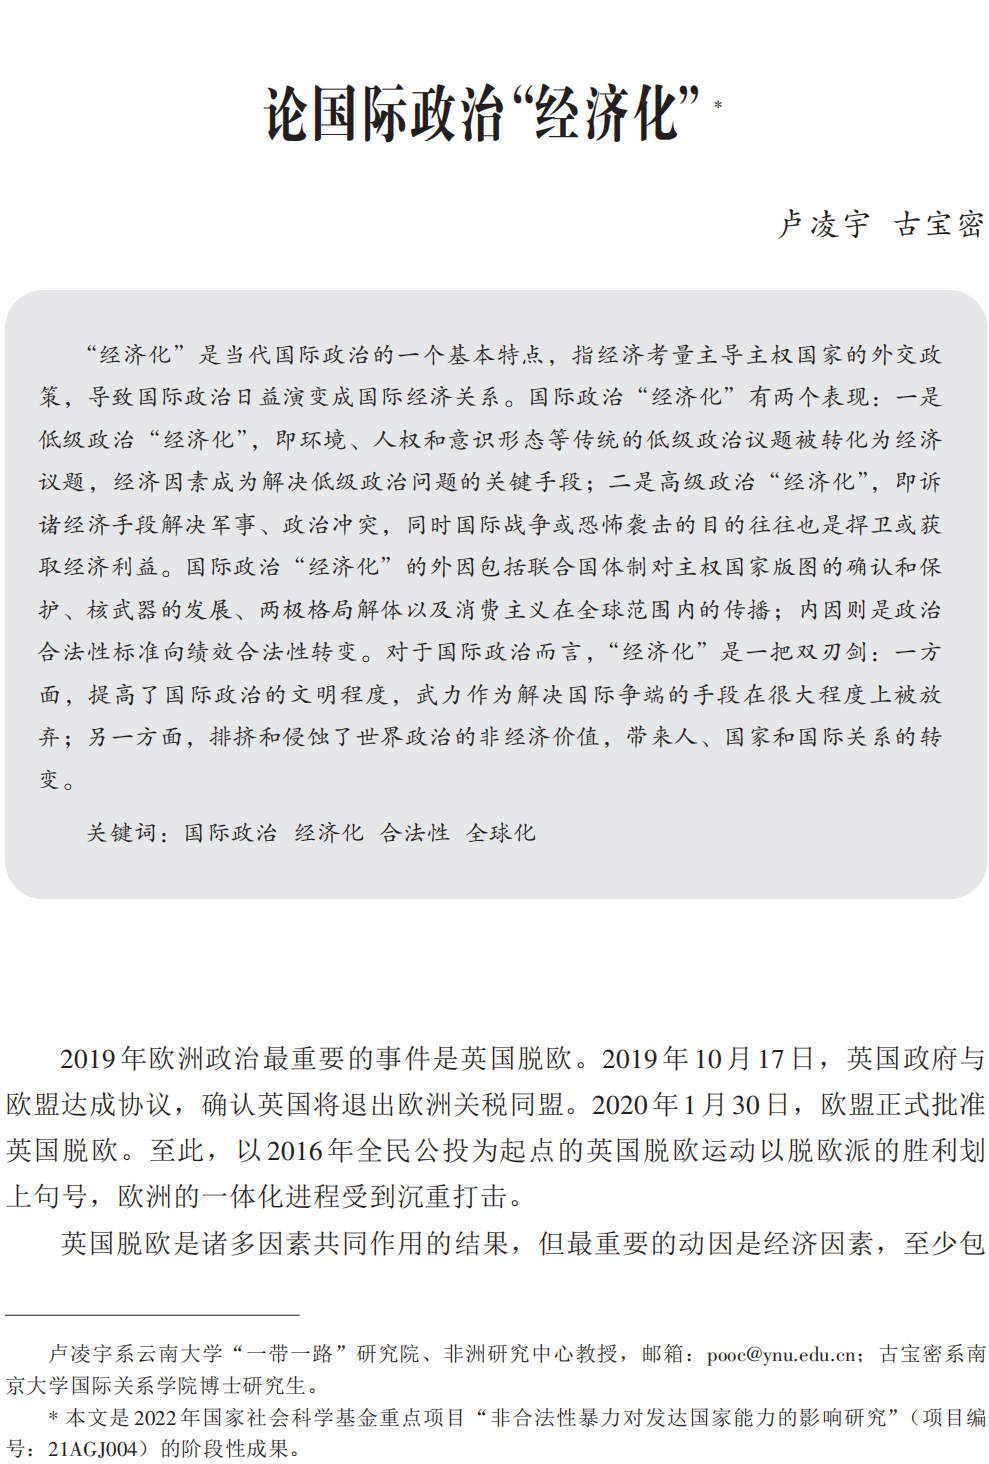 论国际政治“经济化”*
卢凌宇 古宝密
“经济化”是当代国际政治的一个基本特点，指经济考量主导主权国家的外交政
策，导致国际政治日益演变成国际经济关系。国际政治“经济化”有两个表现：一是
低级政治“经济化”，即环境、人权和意识形态等传统的低级政治议题被转化为经济
议题，经济因素成为解决低级政治问题的关键手段；二是高级政治“经济化”，即诉
诸经济手段解决军事、政治冲突，同时国际战争或恐怖袭击的目的往往也是捍卫或获
取经济利益。国际政治“经济化”的外因包括联合国体制对主权国家版图的确认和保
护、核武器的发展、两极格局解体以及消费主义在全球范围内的传播；内因则是政治
合法性标准向绩效合法性转变。对于国际政治而言，“经济化”是一把双刃剑：一方
面，提高了国际政治的文明程度，武力作为解决国际争端的手段在很大程度上被放
弃；另一方面，排挤和侵蚀了世界政治的非经济价值，带来人、国家和国际关系的转
变。
关键词：国际政治 经济化 合法性 全球化
2019年欧洲政治最重要的事件是英国脱欧。2019年10月17日，英国政府与
欧盟达成协议，确认英国将退出欧洲关税同盟。2020年1月30日，欧盟正式批准
英国脱欧。至此，以2016年全民公投为起点的英国脱欧运动以脱欧派的胜利划
上句号，欧洲的一体化进程受到沉重打击。
英国脱欧是诸多因素共同作用的结果，但最重要的动因是经济因素，至少包
卢凌宇系云南大学“一带一路”研究院、非洲研究中心教授，邮箱：pooc@ynu.edu.cn；古宝密系南
京大学国际关系学院博士研究生。
* 本文是2022年国家社会科学基金重点项目“非合法性暴力对发达国家能力的影响研究”（项目编
号：21AGJ004）的阶段性成果。